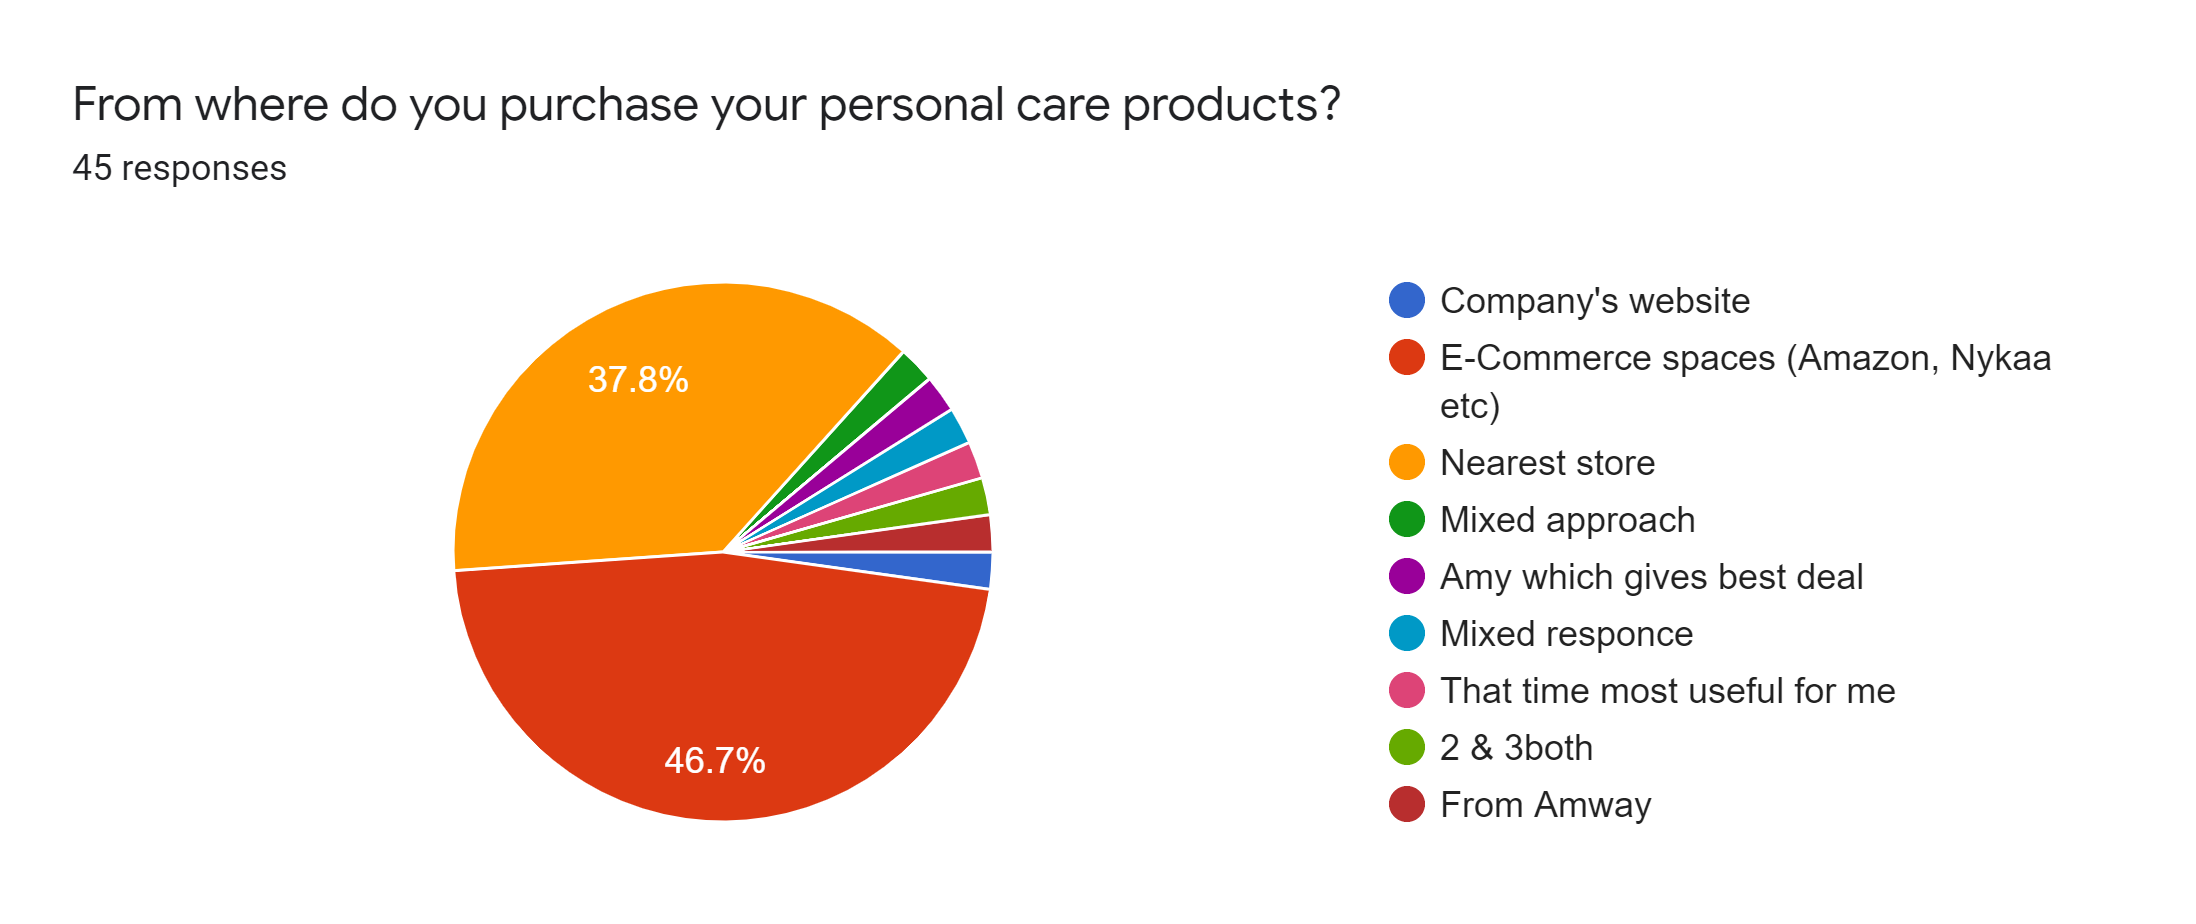 From where do you purchase your personal care products?
45 responses
37.8%
46.7%
Company's website
E-Commerce spaces (Amazon, Nykaa
etc)
Nearest store
Mixed approach
Amy which gives best deal
Mixed responce
That time most useful for me
2 & 3both
From Amway